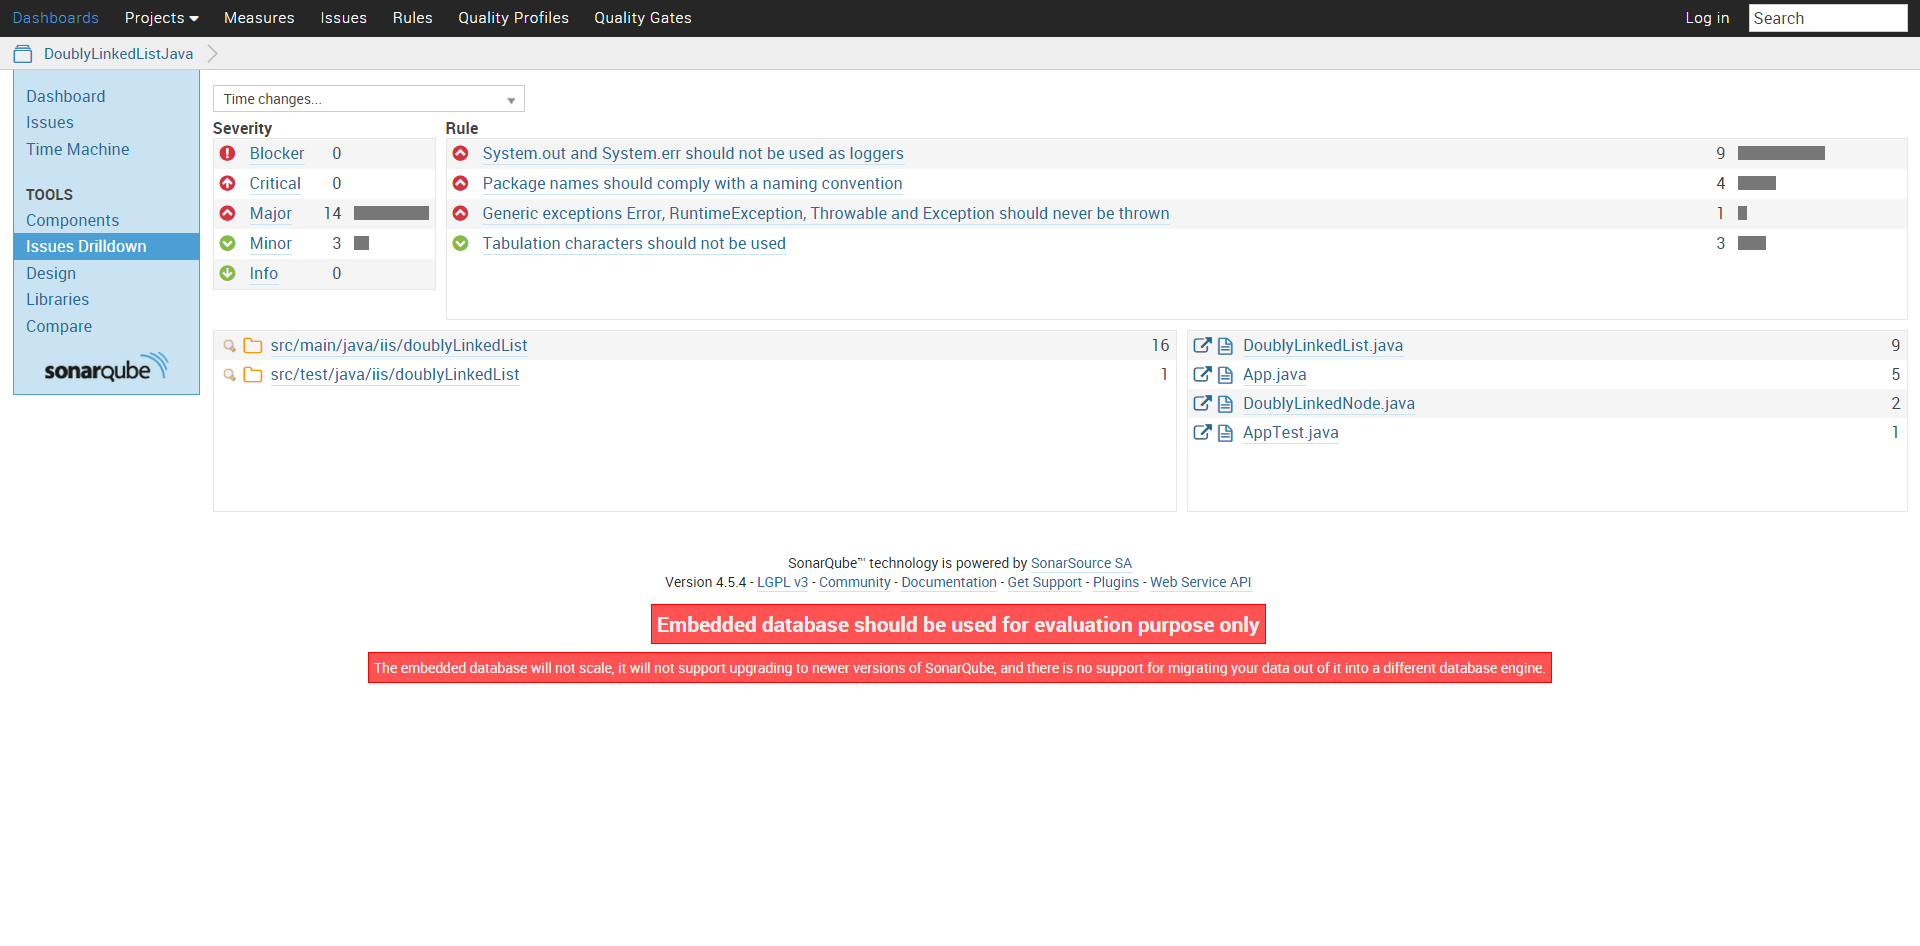 Dashboards Projects Measures Issues Rules Quality Profiles Quality Gates Log in Search
DoublyLinkedListJava
Dashboard
Issues
Time Machine
TOOLS
Components
Issues Drilldown
Design
Libraries
Compare
sonarqube
Time changes...
Severity
Blocker 0
Critical 0
Major 14
Minor 3
Info 0
Rule
System.out and System.err should not be used as loggers 9
Package names should comply with a naming convention 4
Generic exceptions Error, RuntimeException, Throwable and Exception should never be thrown 1
Tabulation characters should not be used 3
src/main/java/iis/doublyLinkedList 16
src/test/java/iis/doublyLinkedList 1
DoublyLinkedList.java 9
App.java 5
DoublyLinkedNode.java 2
AppTest.java 1
SonarQube™ technology is powered by SonarSource SA
Version 4.5.4 - LGPL v3 - Community - Documentation - Get Support - Plugins - Web Service API
Embedded database should be used for evaluation purpose only
The embedded database will not scale, it will not support upgrading to newer versions of SonarQube, and there is no support for migrating your data out of it into a different database engine.